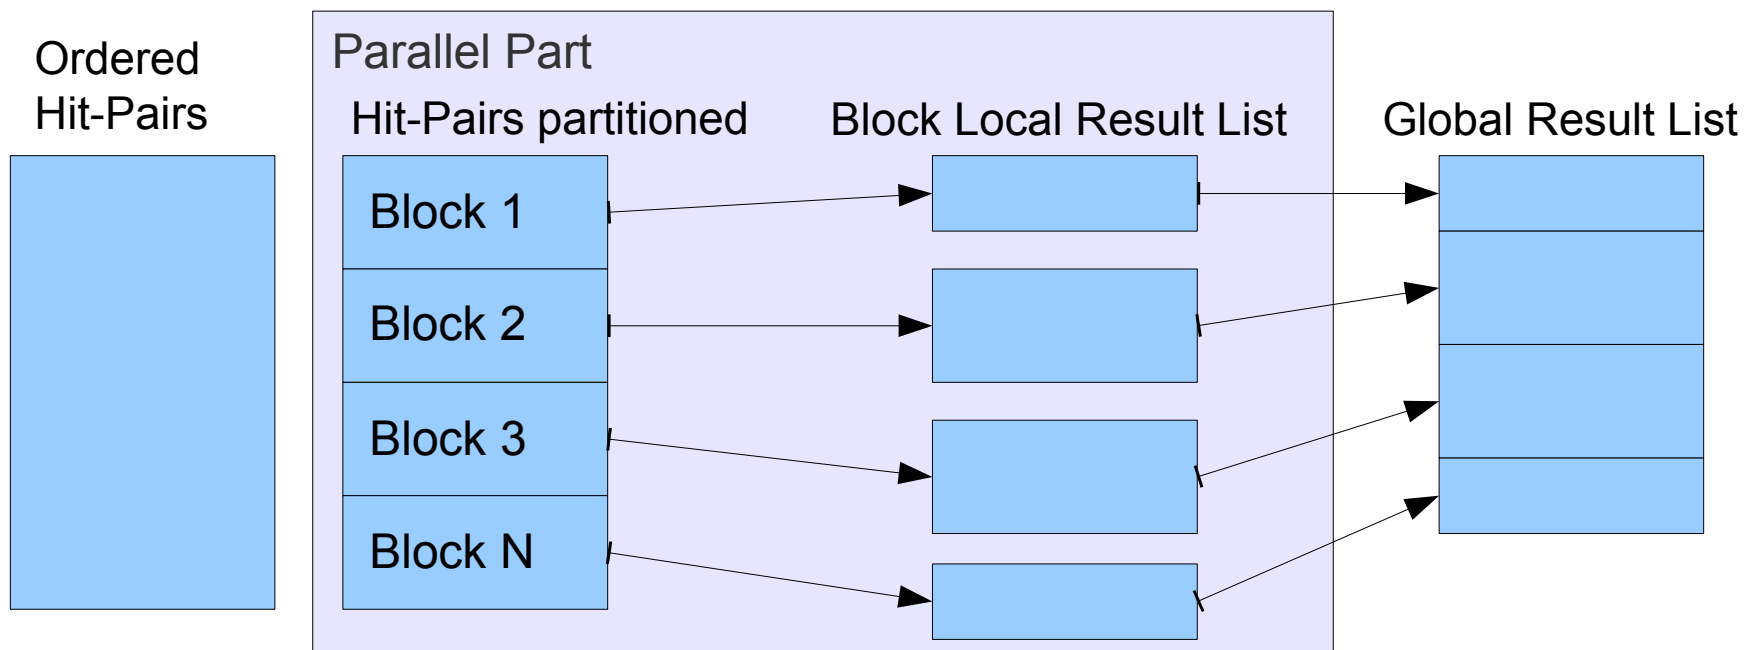 Ordered
Hit-Pairs
Parallel Part
Hit-Pairs partitioned
Block Local Result List
Global Result List
Block 1
Block 2
Block 3
Block N